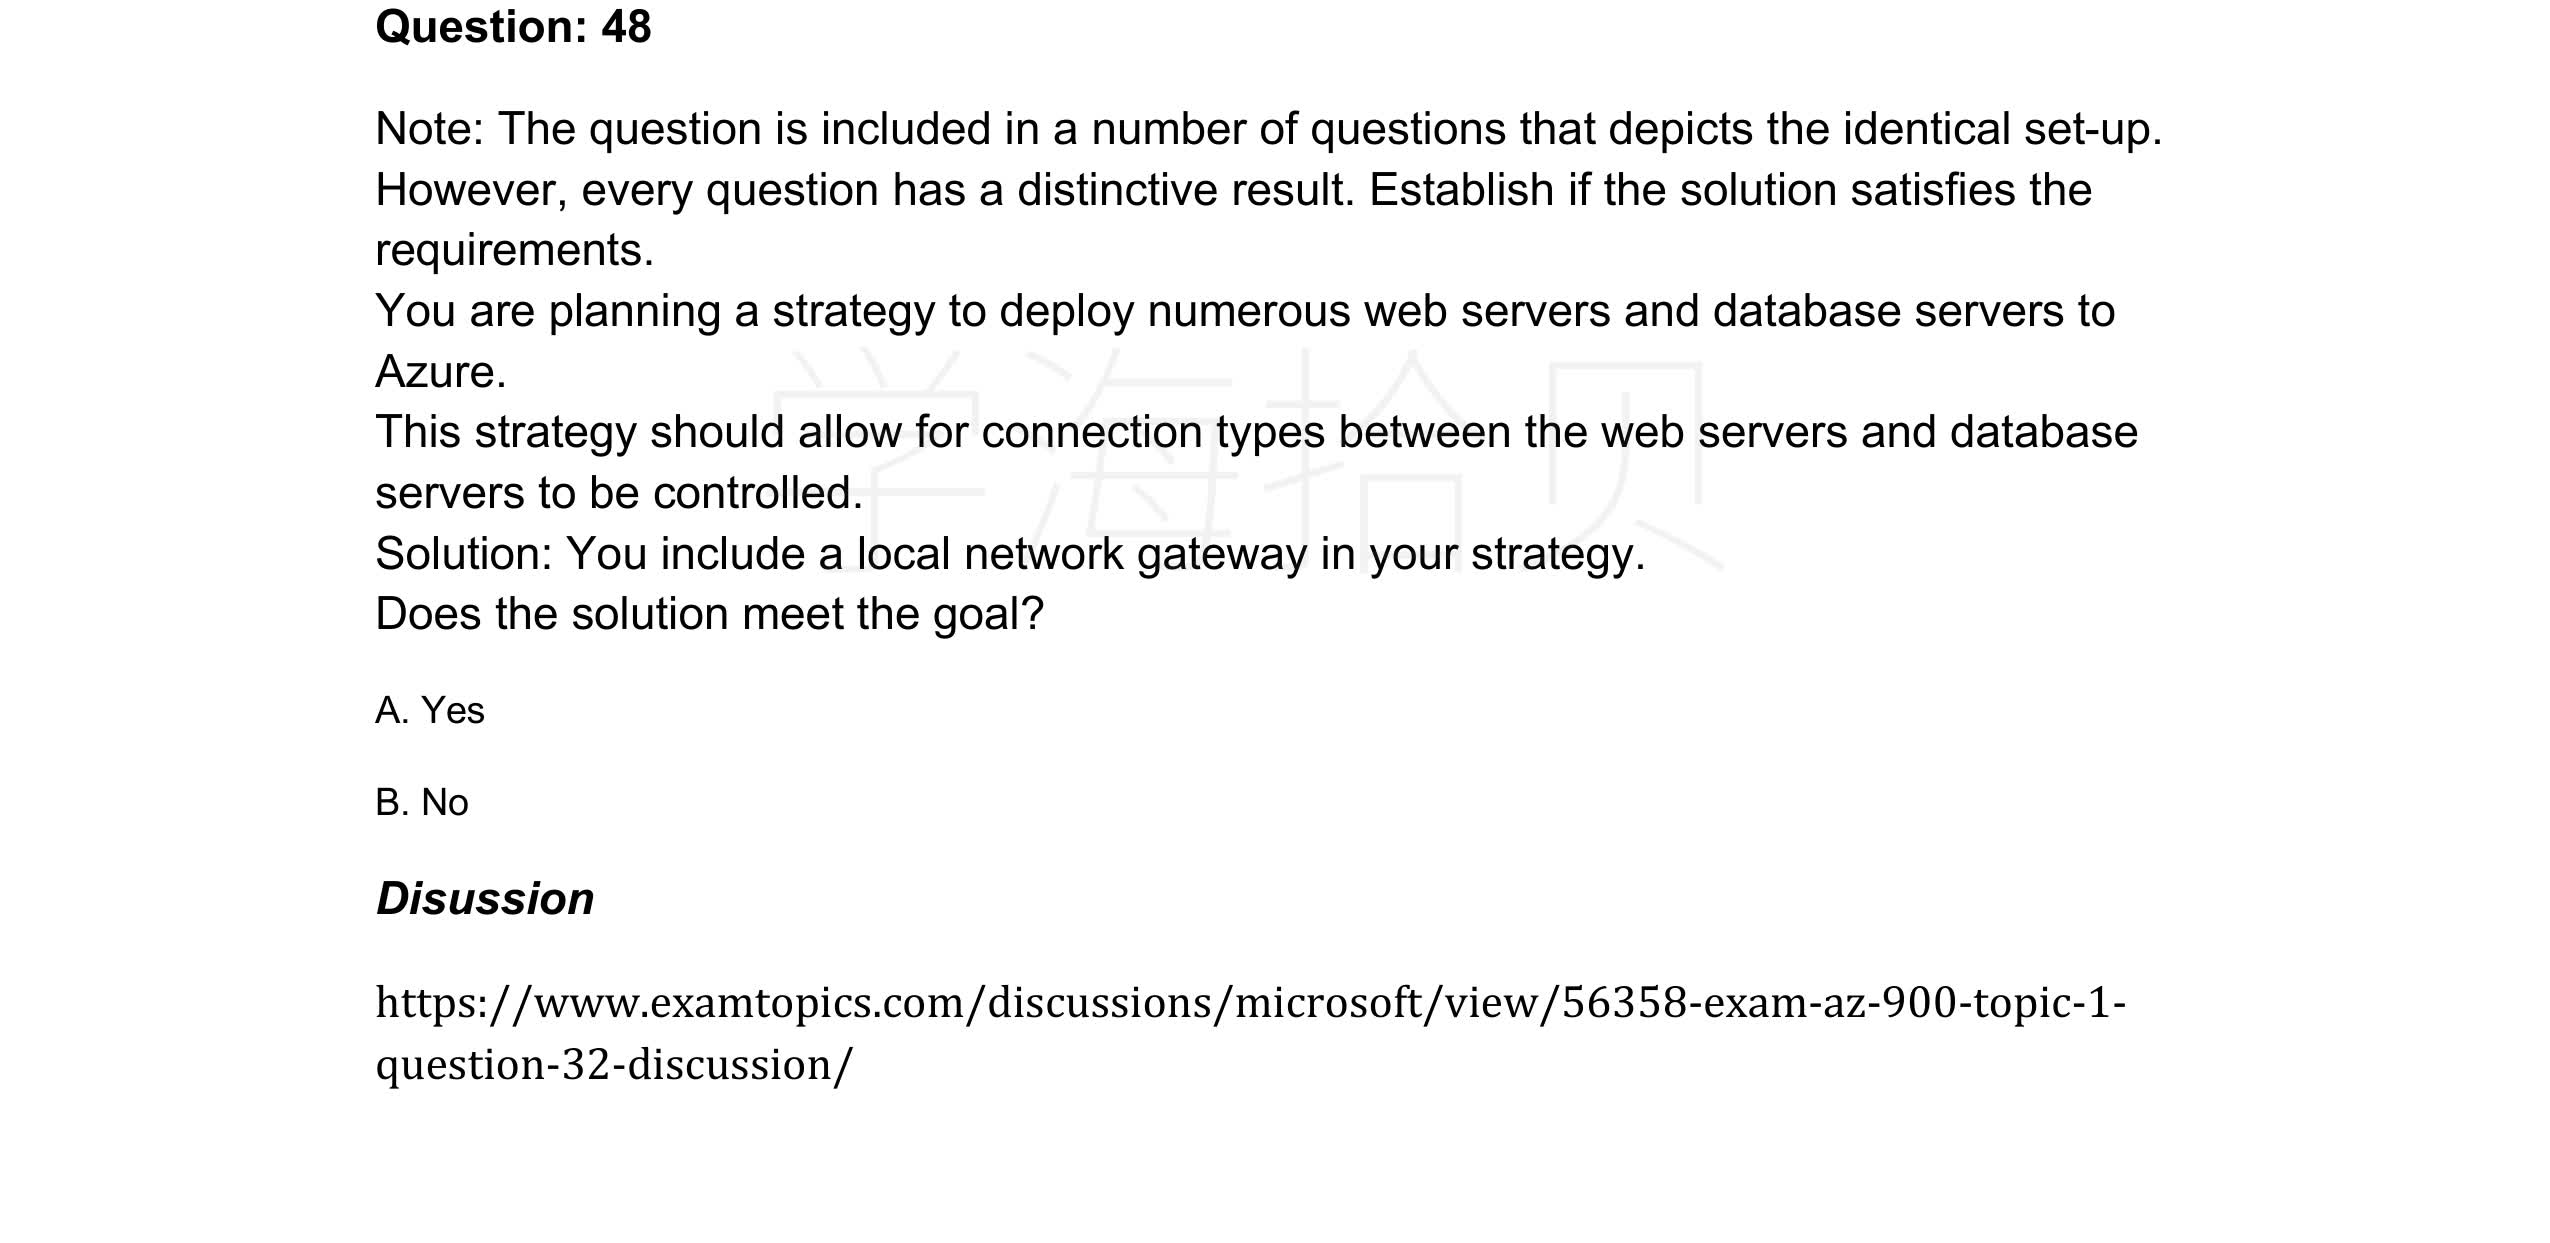 Question: 48
Note: The question is included in a number of questions that depicts the identical set-up.
However, every question has a distinctive result. Establish if the solution satisfies the
requirements.
You are planning a strategy to deploy numerous web servers and database servers to
Azure.
This strategy should allow for connection types between the web servers and database
servers to be controlled.
Solution: You include a local network gateway in your strategy.
Does the solution meet the goal?
学海拾贝
A. Yes
B. No
Disussion
https://www.examtopics.com/discussions/microsoft/view/56358-exam-az-900-topic-1-
question-32-discussion/